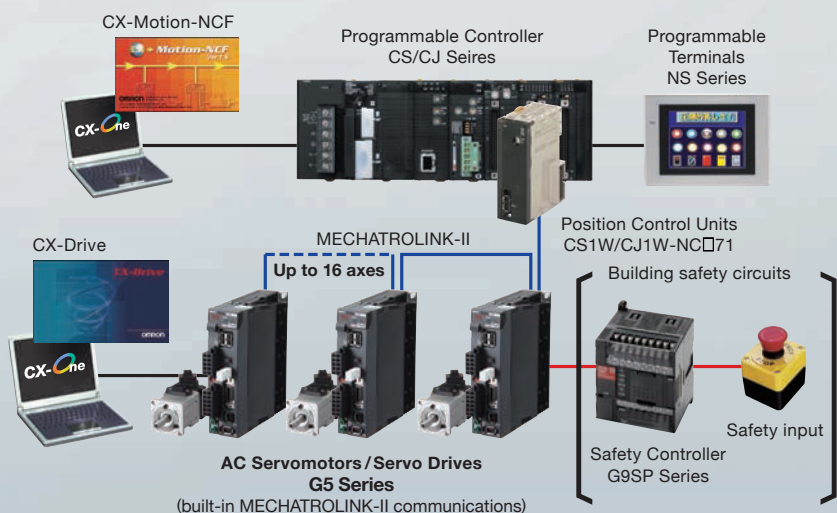 CX-Motion-NCF
Motion-NCF
OMRON
CX-One
Programmable Controller
CS/CJ Seires
Programmable
Terminals
NS Series
Position Control Units
CS1W/CJ1W-NC□71
CX-Drive
CX-Drive
OMRON
CX-One
MECHATROLINK-II
Up to 16 axes
AC Servomotors/Servo Drives
G5 Series
(built-in MECHATROLINK-II communications)
Building safety circuits
Safety Controller
G9SP Series
Safety input